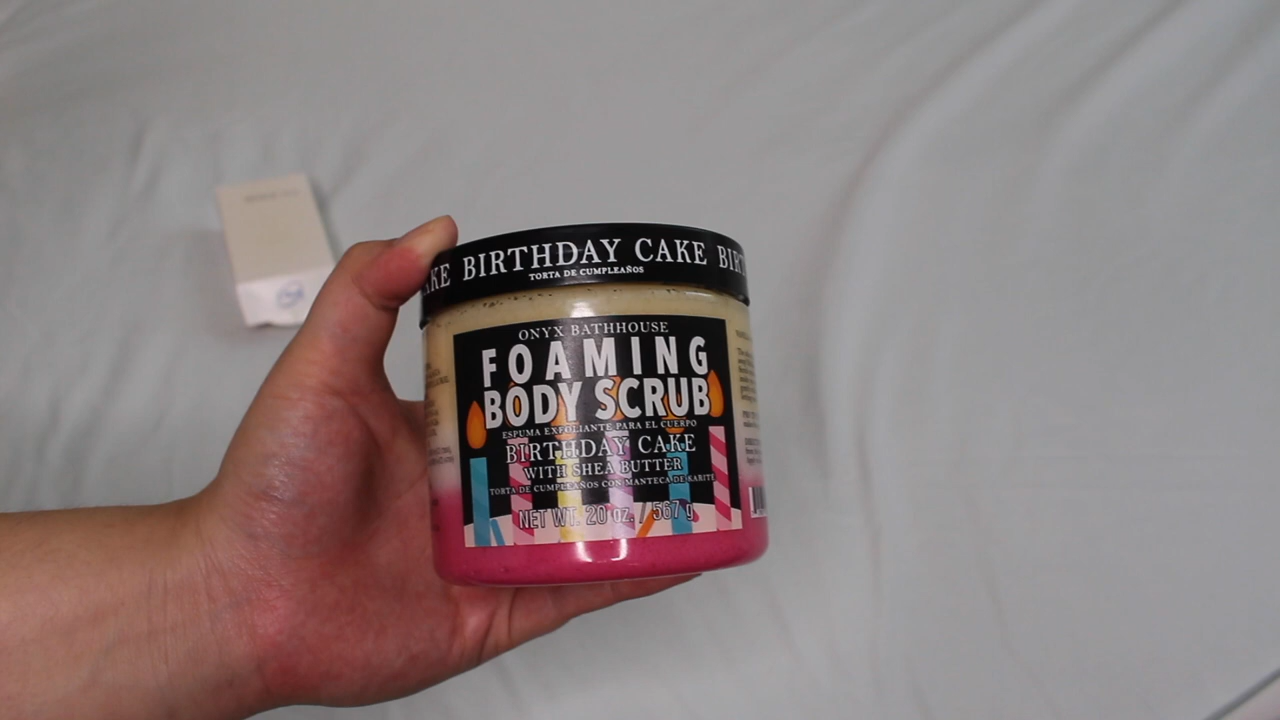 BIRTHDAY CAKE
TORTA DE CUMPLEAÑOS
ONYX BATHHOUSE
FOAMING
BODY SCRUB
ESPUMA EXFOLIANTE PARA EL CUERPO
BIRTHDAY CAKE
WITH SHEA BUTTER
TORTA DE CUMPLEAÑOS CON MANTECA DE KARITE
NET WT. 20 oz. / 567 g